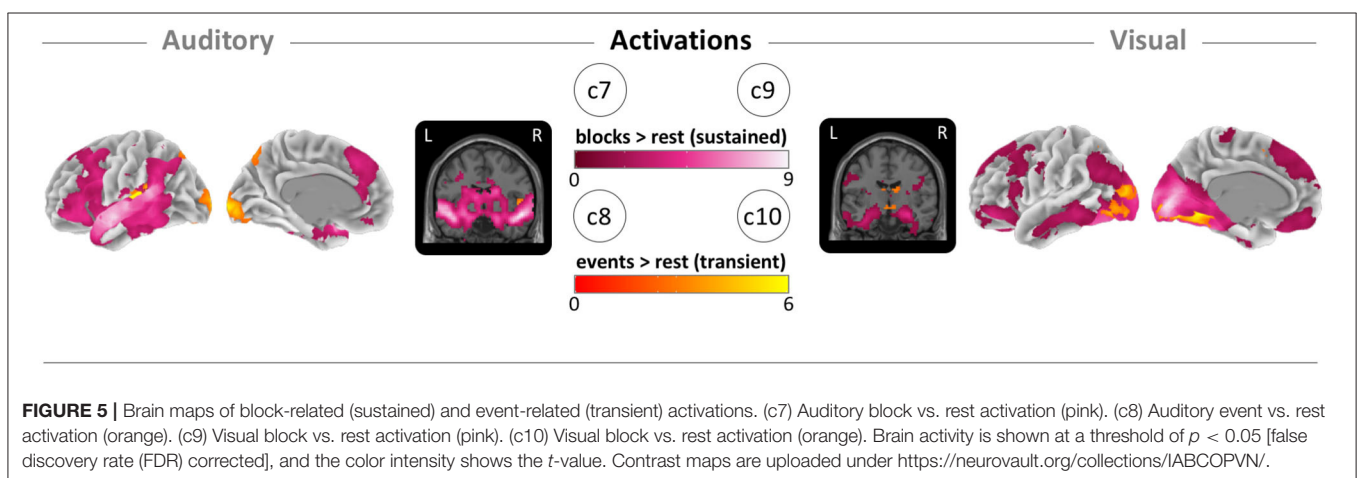 Auditory Activations Visual
c7 c9
L R L R
blocks > rest (sustained)
0 9
c8 c10
events > rest (transient)
0 6
FIGURE 5 | Brain maps of block-related (sustained) and event-related (transient) activations. (c7) Auditory block vs. rest activation (pink). (c8) Auditory event vs. rest
activation (orange). (c9) Visual block vs. rest activation (pink). (c10) Visual block vs. rest activation (orange). Brain activity is shown at a threshold of p < 0.05 [false
discovery rate (FDR) corrected], and the color intensity shows the t-value. Contrast maps are uploaded under https://neurovault.org/collections/IABCOPVN/.